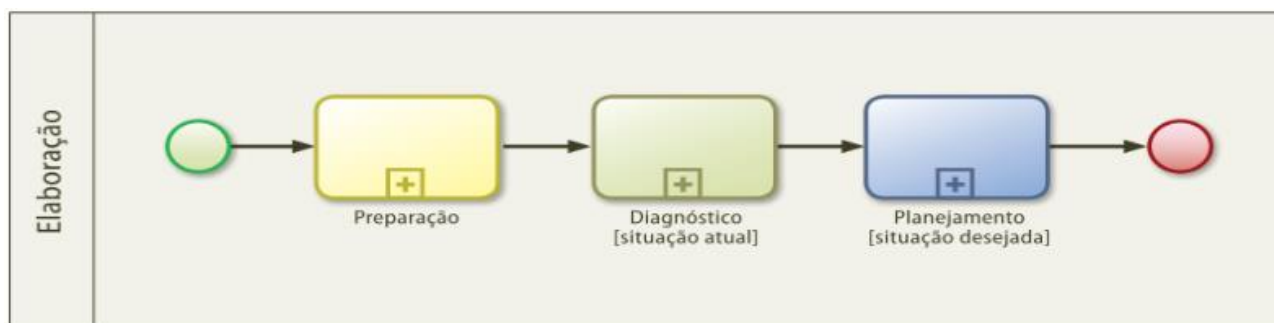 Elaboração
Preparação
Diagnóstico
[situação atual]
Planejamento
[situação desejada]